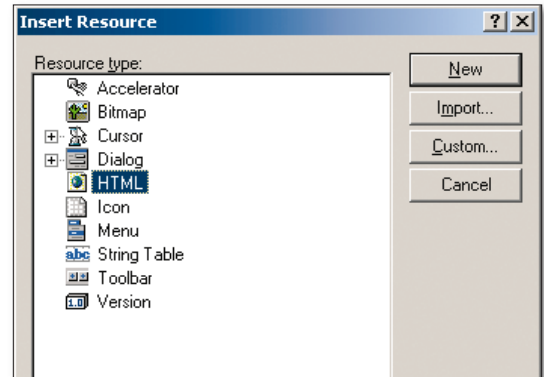 Insert Resource
Resource type:
Accelerator
Bitmap
Cursor
Dialog
HTML
Icon
Menu
abc String Table
Toolbar
1.0 Version
New
Import...
Custom...
Cancel